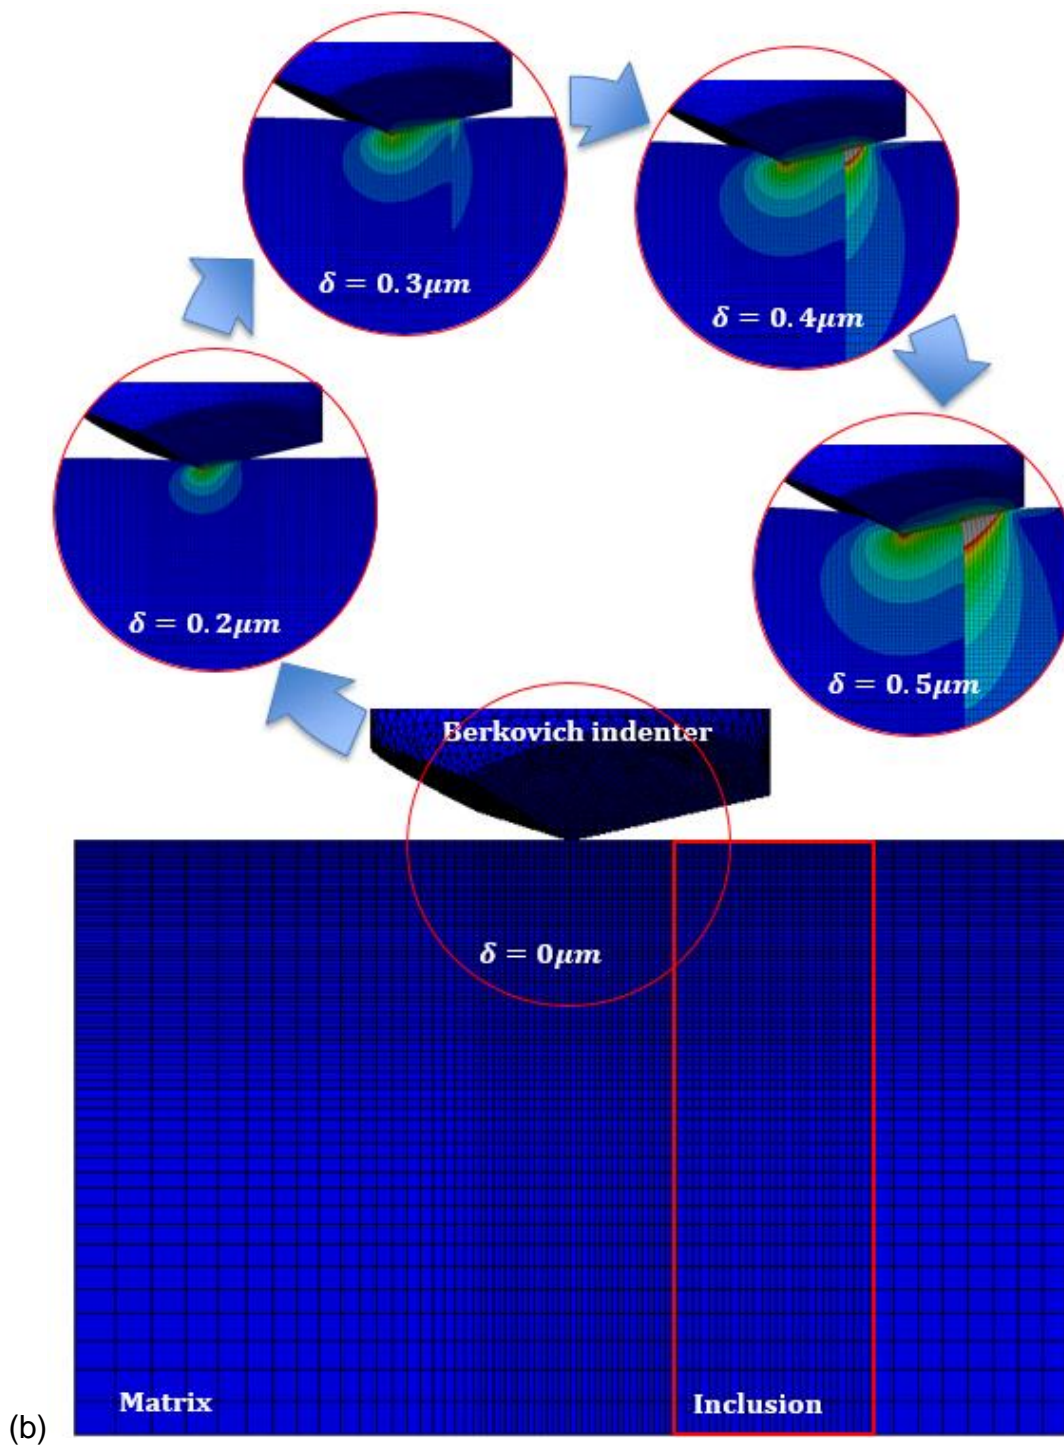 δ = 0.3μm
δ = 0.4μm
δ = 0.2μm
δ = 0.5μm
Berkovich indenter
δ = 0μm
Matrix
Inclusion
(b)